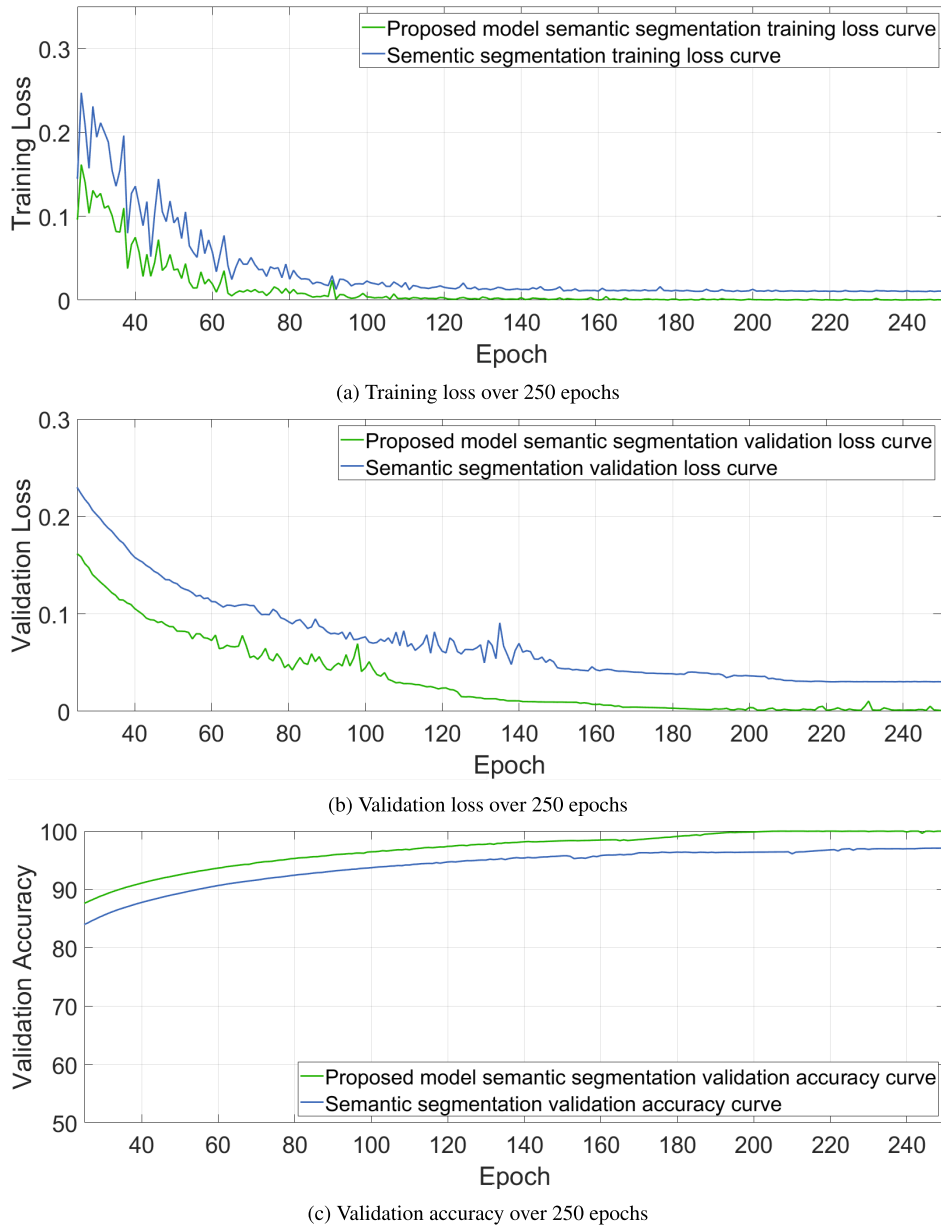 Proposed model semantic segmentation training loss curve
Sementic segmentation training loss curve
Training Loss
0.3
0.2
0.1
0
40 60 80 100 120 140 160 180 200 220 240
Epoch
(a) Training loss over 250 epochs
Proposed model semantic segmentation validation loss curve
Semantic segmentation validation loss curve
Validation Loss
0.3
0.2
0.1
0
40 60 80 100 120 140 160 180 200 220 240
Epoch
(b) Validation loss over 250 epochs
Validation Accuracy
100
90
80
70
60
50
Proposed model semantic segmentation validation accuracy curve
Semantic segmentation validation accuracy curve
40 60 80 100 120 140 160 180 200 220 240
Epoch
(c) Validation accuracy over 250 epochs